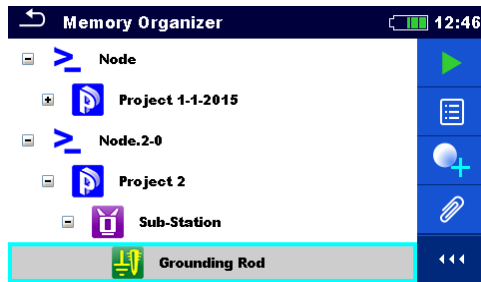 Memory Organizer 12:46
Node
Project 1-1-2015
Node.2-0
Project 2
Sub-Station
Grounding Rod